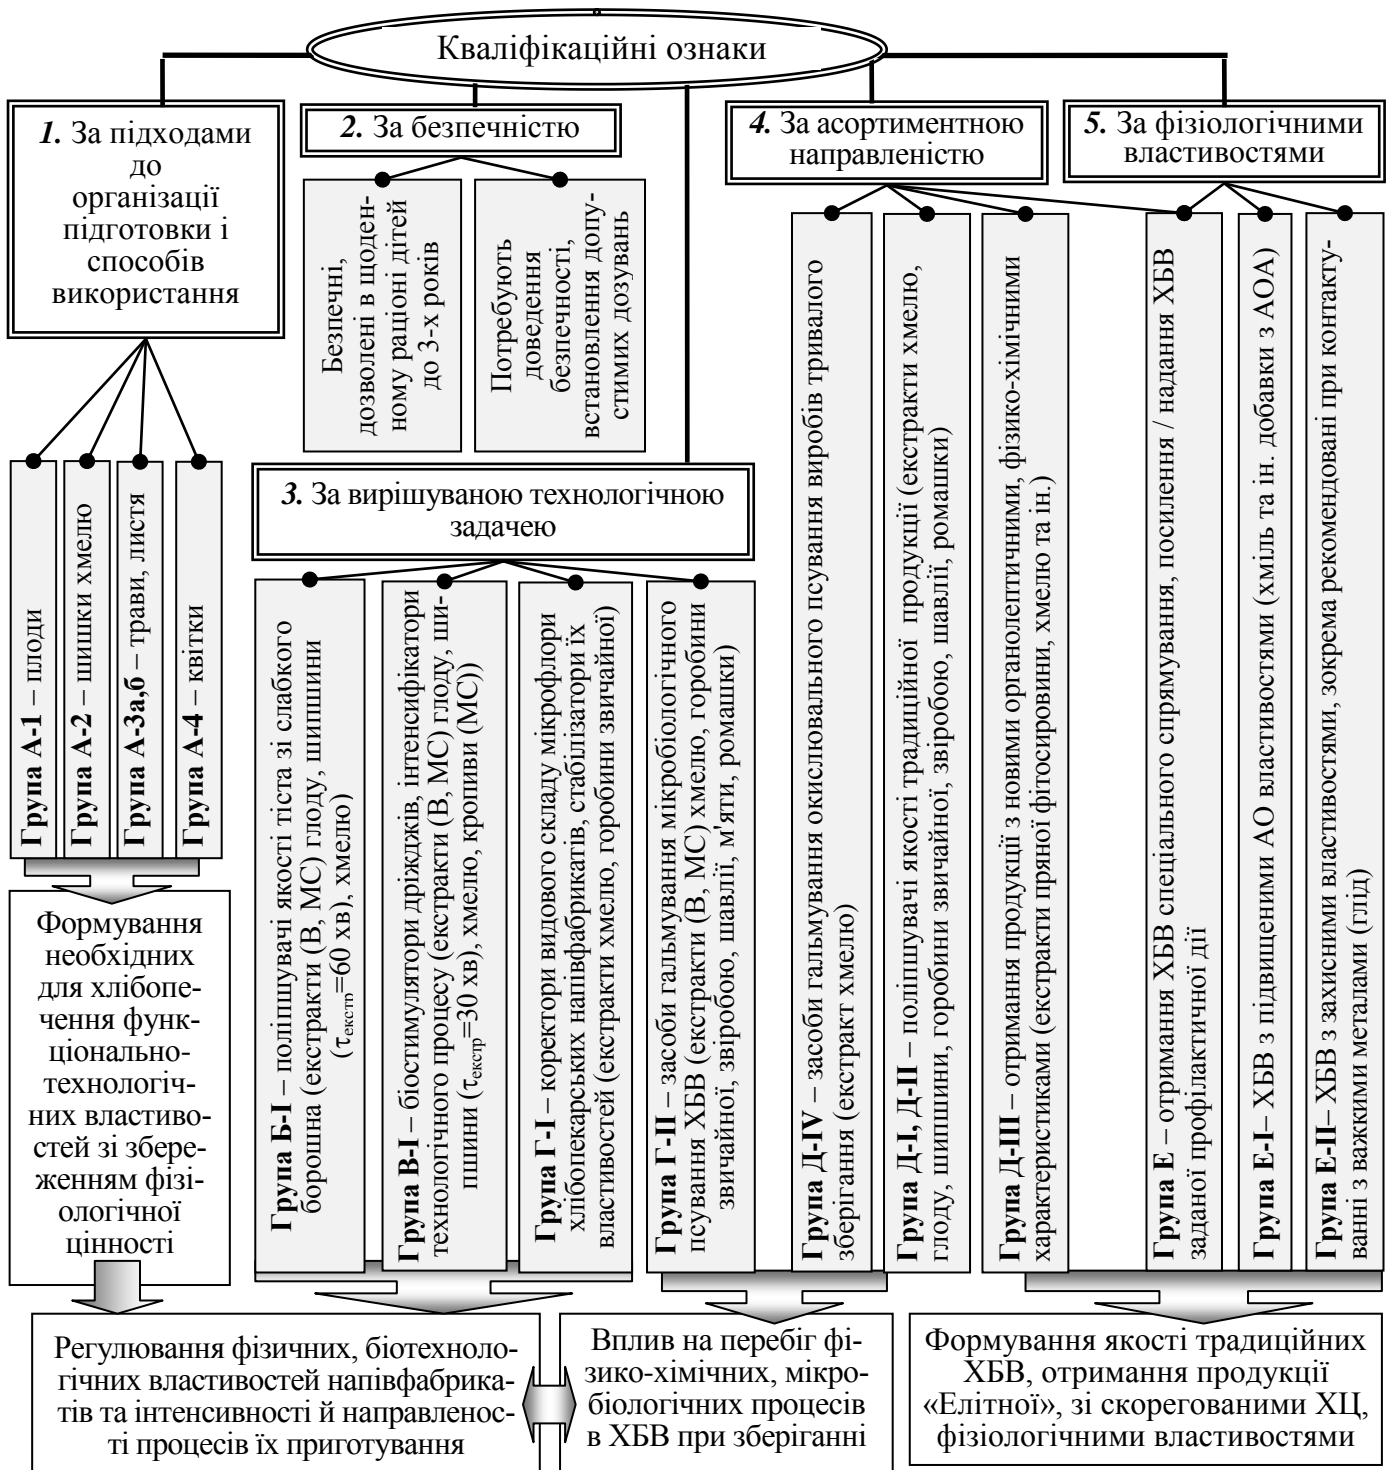 Кваліфікаційні ознаки
1. За підходами
до
організації
підготовки і
способів
використання
2. За безпечністю
4. За асортиментною
направленістю
5. За фізіологічними
властивостями
Безпечні,
дозволені в щоден-
ному раціоні дітей
до 3-х років
Потребують
доведення
безпечності,
встановлення допу-
стимих дозувань
Група А-1 – плоди
Група А-2 – шишки хмелю
Група А-3а,б – трави, листя
Група А-4 – квітки
3. За вирішуваною технологічною
задачею
Група Б-І – поліпшувачі якості тіста зі слабкого
борошна (екстракти (В, МС) глоду, шипшини
(τекстр=60 хв), хмелю)
Група В-І – біостимулятори дріжджів, інтенсифікатори
технологічного процесу (екстракти (В, МС) глоду, ши-
пшини (τекстр=30 хв), хмелю, кропиви (МС))
Група Г-І – коректори видового складу мікрофлори
хлібопекарських напівфабрикатів, стабілізатори їх
властивостей (екстракти хмелю, горобини звичайної)
Група Г-ІІ – засоби гальмування мікробіологічного
псування ХБВ (екстракти (В, МС) хмелю, горобини
звичайної, звіробою, шавлії, м'яти, ромашки)
Група Д-IV – засоби гальмування окислювального псування виробів тривалого
зберігання (екстракт хмелю)
Група Д-І, Д-ІІ – поліпшувачі якості традиційної продукції (екстракти хмелю,
глоду, шипшини, горобини звичайної, звіробою, шавлії, ромашки)
Група Д-ІІІ – отримання продукції з новими органолептичними, фізико-хімічними
характеристиками (екстракти пряної фітосировини, хмелю та ін.)
Група Е – отримання ХБВ спеціального спрямування, посилення / надання ХБВ
заданої профілактичної дії
Група Е-І– ХБВ з підвищеними АО властивостями (хміль та ін. добавки з АОА)
Група Е-ІІ– ХБВ з захисними властивостями, зокрема рекомендовані при контакту-
ванні з важкими металами (глід)
Формування
необхідних
для хлібопе-
чення функ-
ціонально-
технологіч-
них властиво-
стей зі збере-
женням фізі-
ологічної
цінності
Регулювання фізичних, біотехноло-
гічних властивостей напівфабрика-
тів та інтенсивності й направленос-
ті процесів їх приготування
Вплив на перебіг фі-
зико-хімічних, мікро-
біологічних процесів
в ХБВ при зберіганні
Формування якості традиційних
ХБВ, отримання продукції
«Елітної», зі скорегованими ХЦ,
фізіологічними властивостями